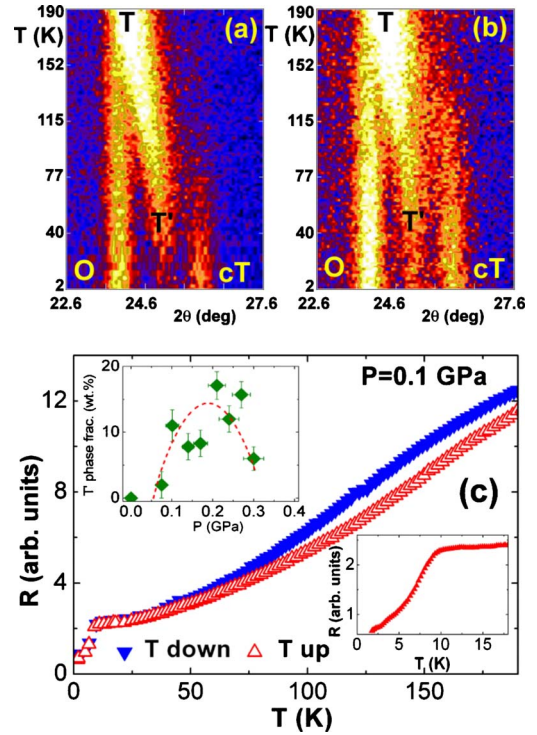 190
T (K)
152
115
77
40
2
T
(a)
T'
O
cT
22.6
24.6
27.6
2θ (deg)
190
T (K)
152
115
77
40
2
T
(b)
T'
O
cT
22.6
24.6
27.6
2θ (deg)
P=0.1 GPa
(c)
R (arb. units)
12
8
4
0
0
50
100
150
T (K)
T down
T up
T' phase frac. (wt.%)
20
10
0
0.0
0.1
0.2
0.3
0.4
P (GPa)
R (arb. units)
2
1
5
10
15
T (K)